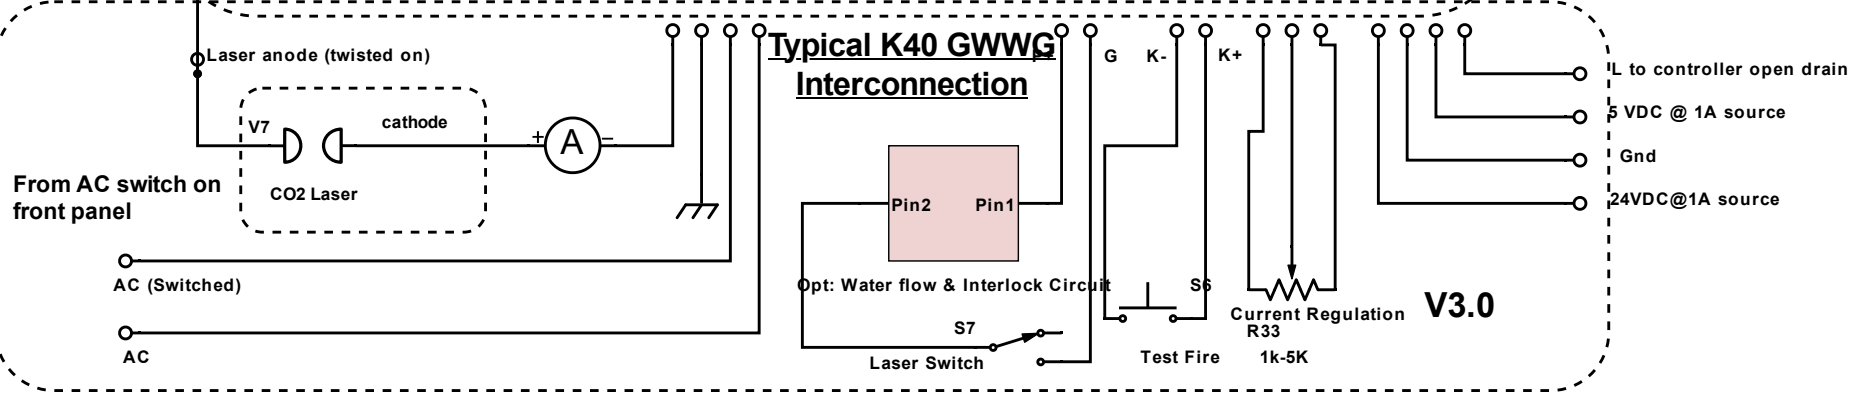 Typical K40 GWWG
Interconnection
Laser anode (twisted on)
G
K-
K+
L to controller open drain
5 VDC @ 1A source
Gnd
24VDC@1A source
V7
cathode
+
A
–
CO2 Laser
From AC switch on
front panel
Pin2
Pin1
AC (Switched)
Opt: Water flow & Interlock Circuit
S6
Current Regulation
R33
1k-5K
V3.0
S7
Laser Switch
Test Fire
AC